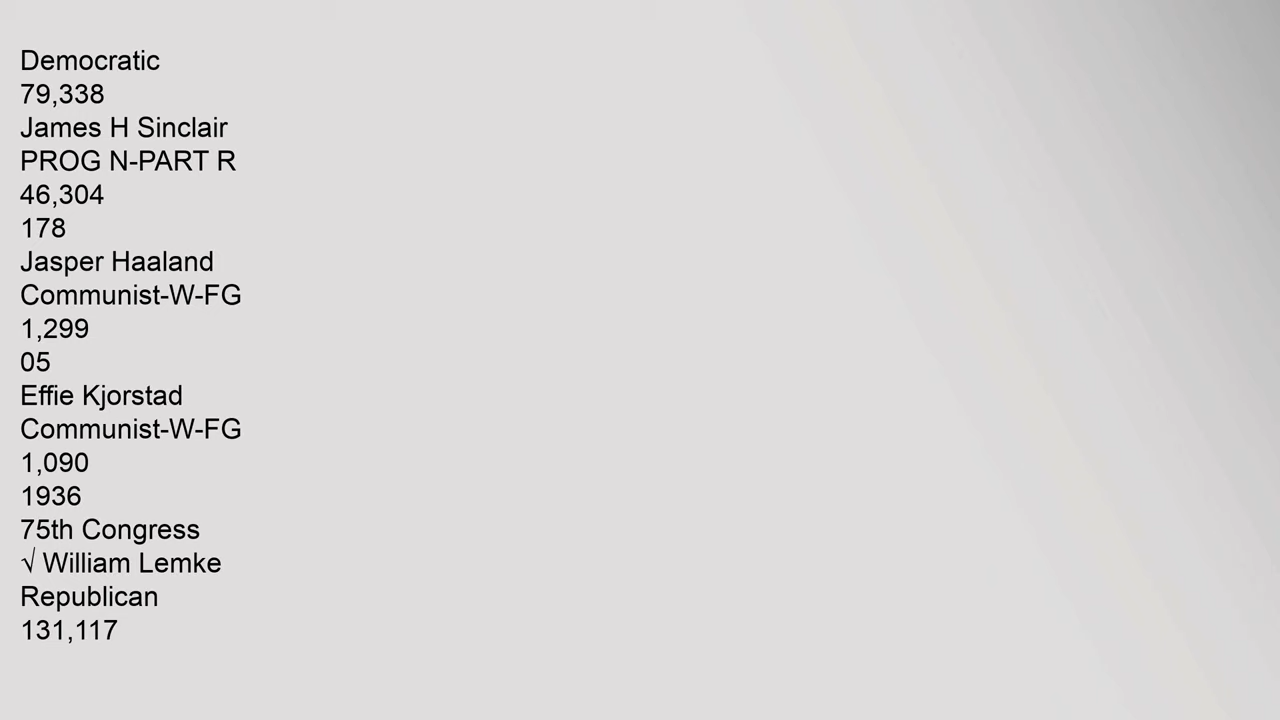 Democratic
79,338
James H Sinclair
PROG N-PART R
46,304
178
Jasper Haaland
Communist-W-FG
1,299
05
Effie Kjorstad
Communist-W-FG
1,090
1936
75th Congress
√ William Lemke
Republican
131,117